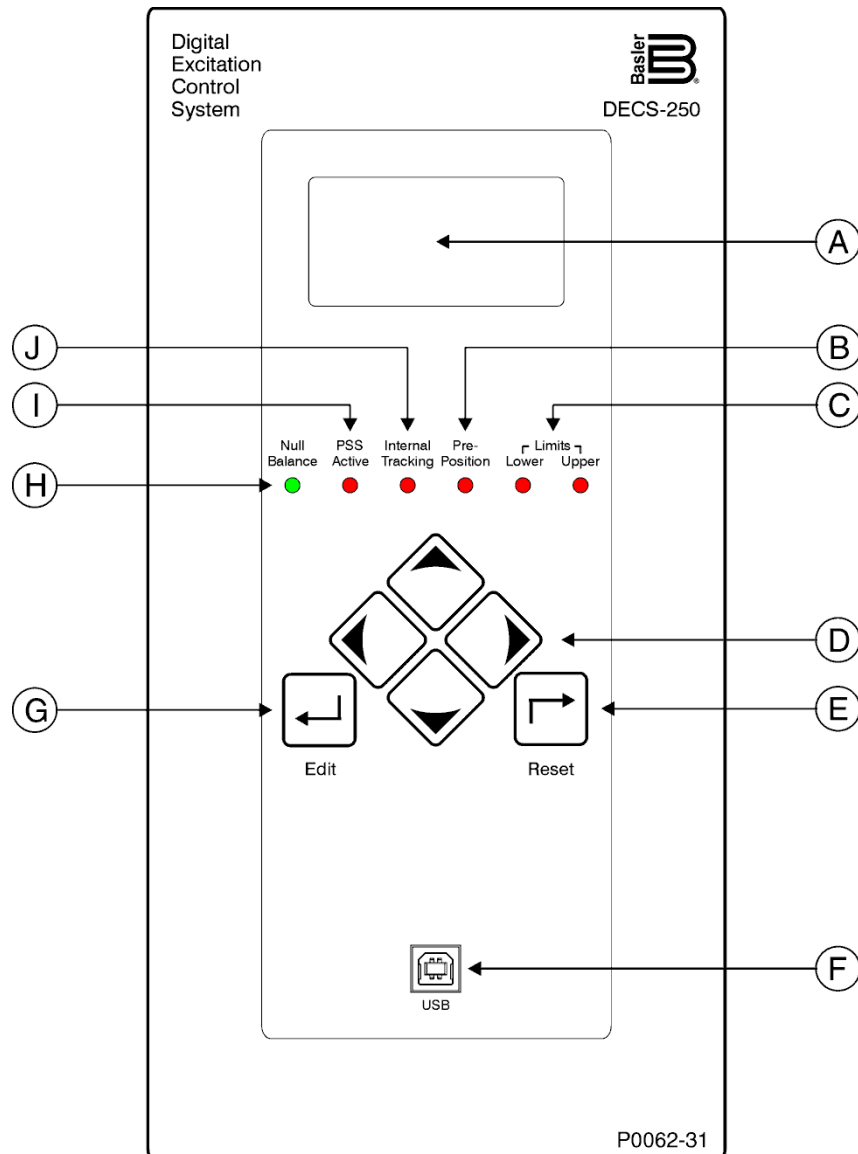 Digital
Excitation
Control
System
Basler
DECS-250
A
J
B
I
C
Null
Balance
PSS
Active
Internal
Tracking
Pre-
Position
Limits
Lower
Upper
H
D
G
E
Edit
Reset
F
USB
P0062-31